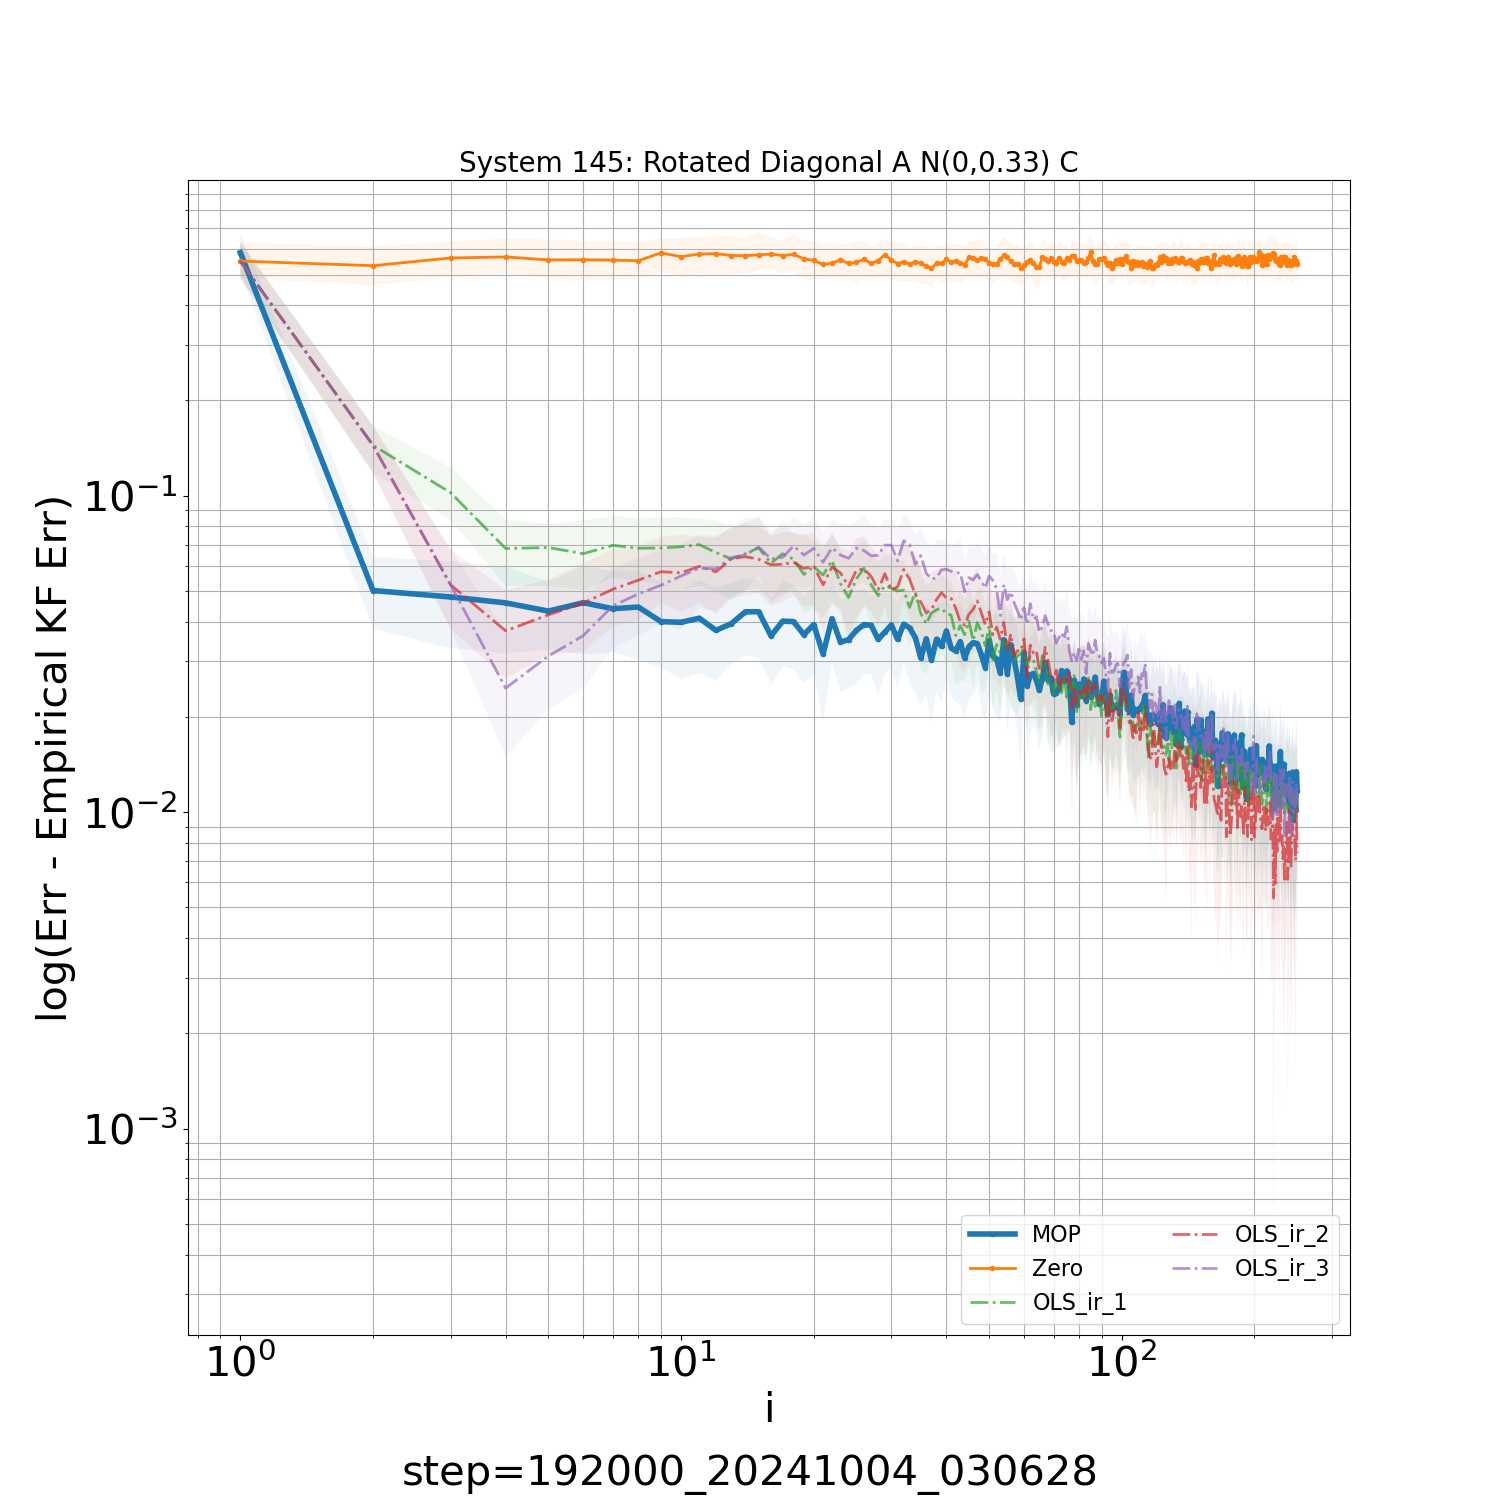 System 145: Rotated Diagonal A N(0,0.33) C
log(Err - Empirical KF Err)
10⁻¹
10⁻²
10⁻³
10⁰
10¹
10²
i
MOP
Zero
OLS_ir_1
OLS_ir_2
OLS_ir_3
step=192000_20241004_030628